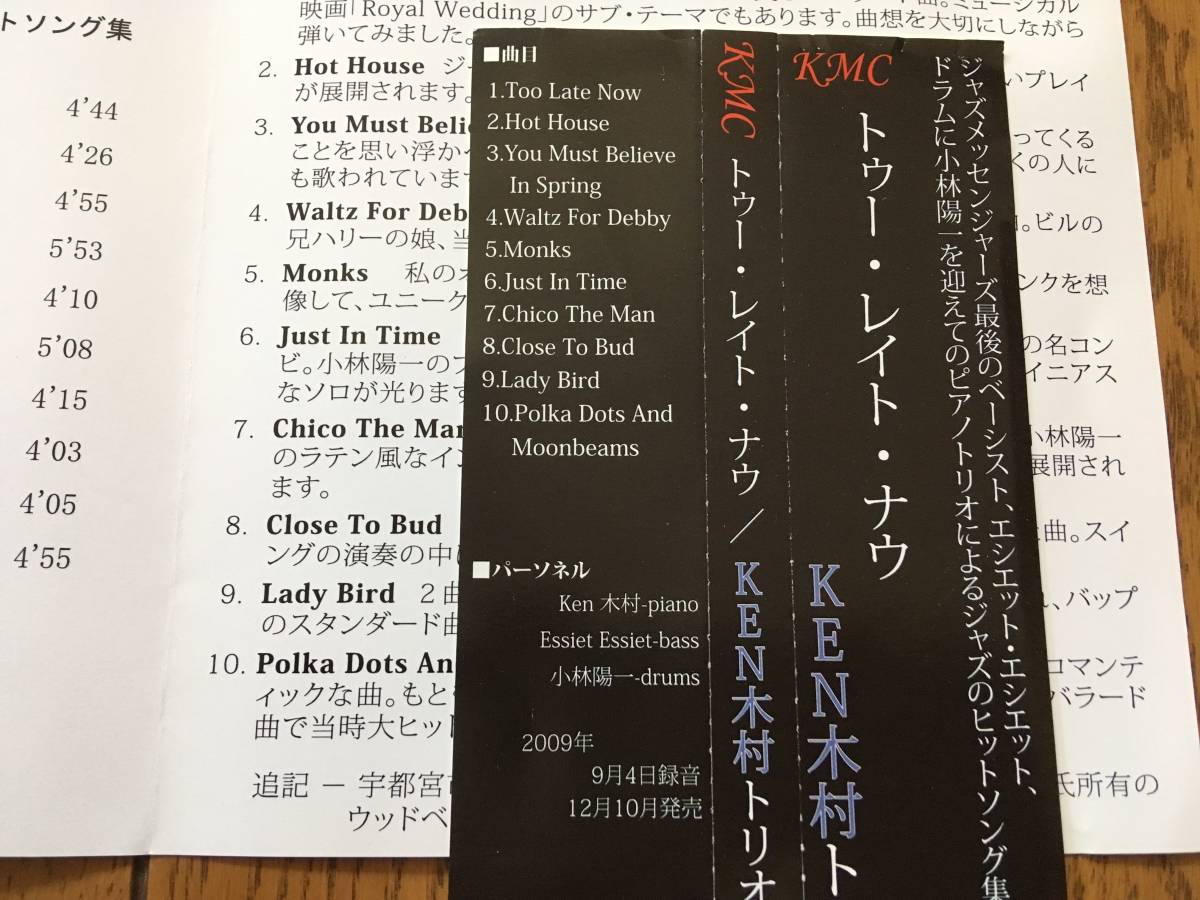 トソング集
4’44
4’26
4’55
5’53
4’10
5’08
4’15
4’03
4’05
4’55
映画「Royal Wedding」のサブ・テーマでもあります。曲想を大切にしながら
弾いてみました。
2. Hot House
いプレイ
が展開されます。
3. You Must Beli
ってくる
ことを思い浮か
くの人に
も歌われています
4. Waltz For Deb
。ビルの
兄ハリーの娘、当
5. Monks 私の
ンクを想
像して、ユニーク
6. Just In Time
の名コン
ビ。小林陽一のフ
イニアス
なソロが光ります
7. Chico The Man
小林陽一
のラテン風なイン
展開され
ます。
8. Close To Bud
曲。スイ
ングの演奏の中に
9. Lady Bird 2曲
、バップ
のスタンダード曲
10. Polka Dots An
ロマンテ
ィックな曲。もと
バラード
曲で当時大ヒット
追記 － 宇都宮市
氏所有の
ウッドベ
■曲目
1.Too Late Now
2.Hot House
3.You Must Believe
In Spring
4.Waltz For Debby
5.Monks
6.Just In Time
7.Chico The Man
8.Close To Bud
9.Lady Bird
10.Polka Dots And
Moonbeams
■パーソネル
Ken 木村-piano
Essiet Essiet-bass
小林陽一-drums
2009年
9月4日録音
12月10月発売
KMC トゥー・レイト・ナウ／KEN木村トリオ
KMC
トゥー・レイト・ナウ
KEN木村ト
ジャズメッセンジャーズ最後のベーシスト、エシエット・エシエット、
ドラムに小林陽一を迎えてのピアノトリオによるジャズのヒットソング集